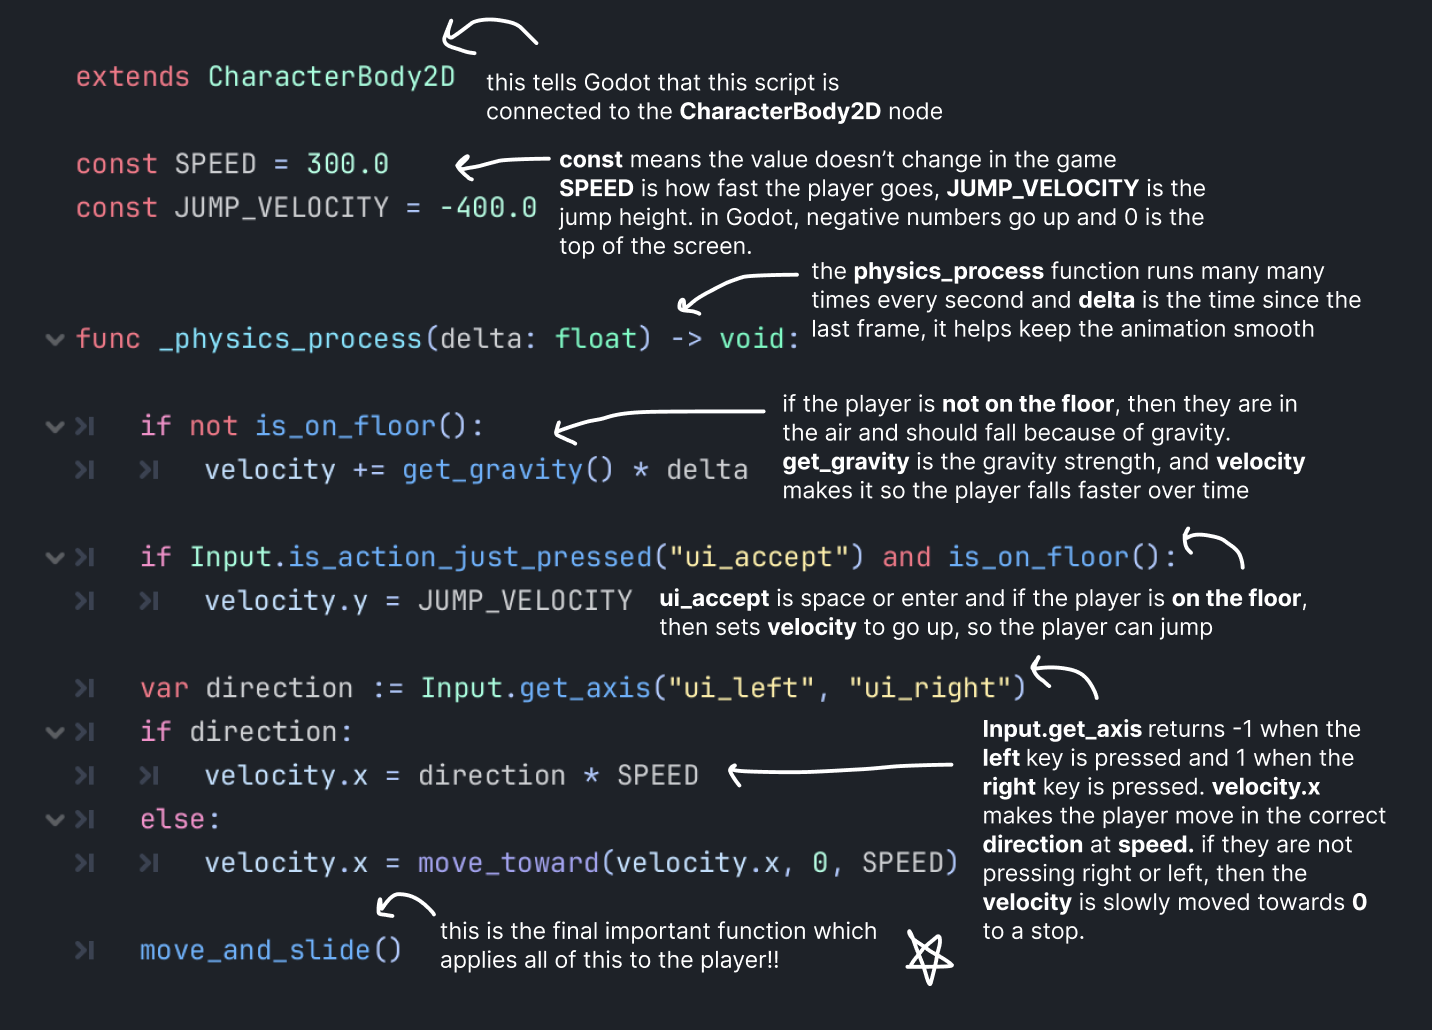 extends CharacterBody2D
this tells Godot that this script is
connected to the CharacterBody2D node
const SPEED = 300.0
const JUMP_VELOCITY = -400.0
const means the value doesn’t change in the game
SPEED is how fast the player goes, JUMP_VELOCITY is the
jump height. in Godot, negative numbers go up and 0 is the
top of the screen.
the physics_process function runs many many
times every second and delta is the time since the
last frame, it helps keep the animation smooth
func _physics_process(delta: float) -> void:
if not is_on_floor():
velocity += get_gravity() * delta
if the player is not on the floor, then they are in
the air and should fall because of gravity.
get_gravity is the gravity strength, and velocity
makes it so the player falls faster over time
if Input.is_action_just_pressed("ui_accept") and is_on_floor():
velocity.y = JUMP_VELOCITY
ui_accept is space or enter and if the player is on the floor,
then sets velocity to go up, so the player can jump
var direction := Input.get_axis("ui_left", "ui_right")
if direction:
velocity.x = direction * SPEED
else:
velocity.x = move_toward(velocity.x, 0, SPEED)
Input.get_axis returns -1 when the
left key is pressed and 1 when the
right key is pressed. velocity.x
makes the player move in the correct
direction at speed. if they are not
pressing right or left, then the
velocity is slowly moved towards 0
to a stop.
move_and_slide()
this is the final important function which
applies all of this to the player!!